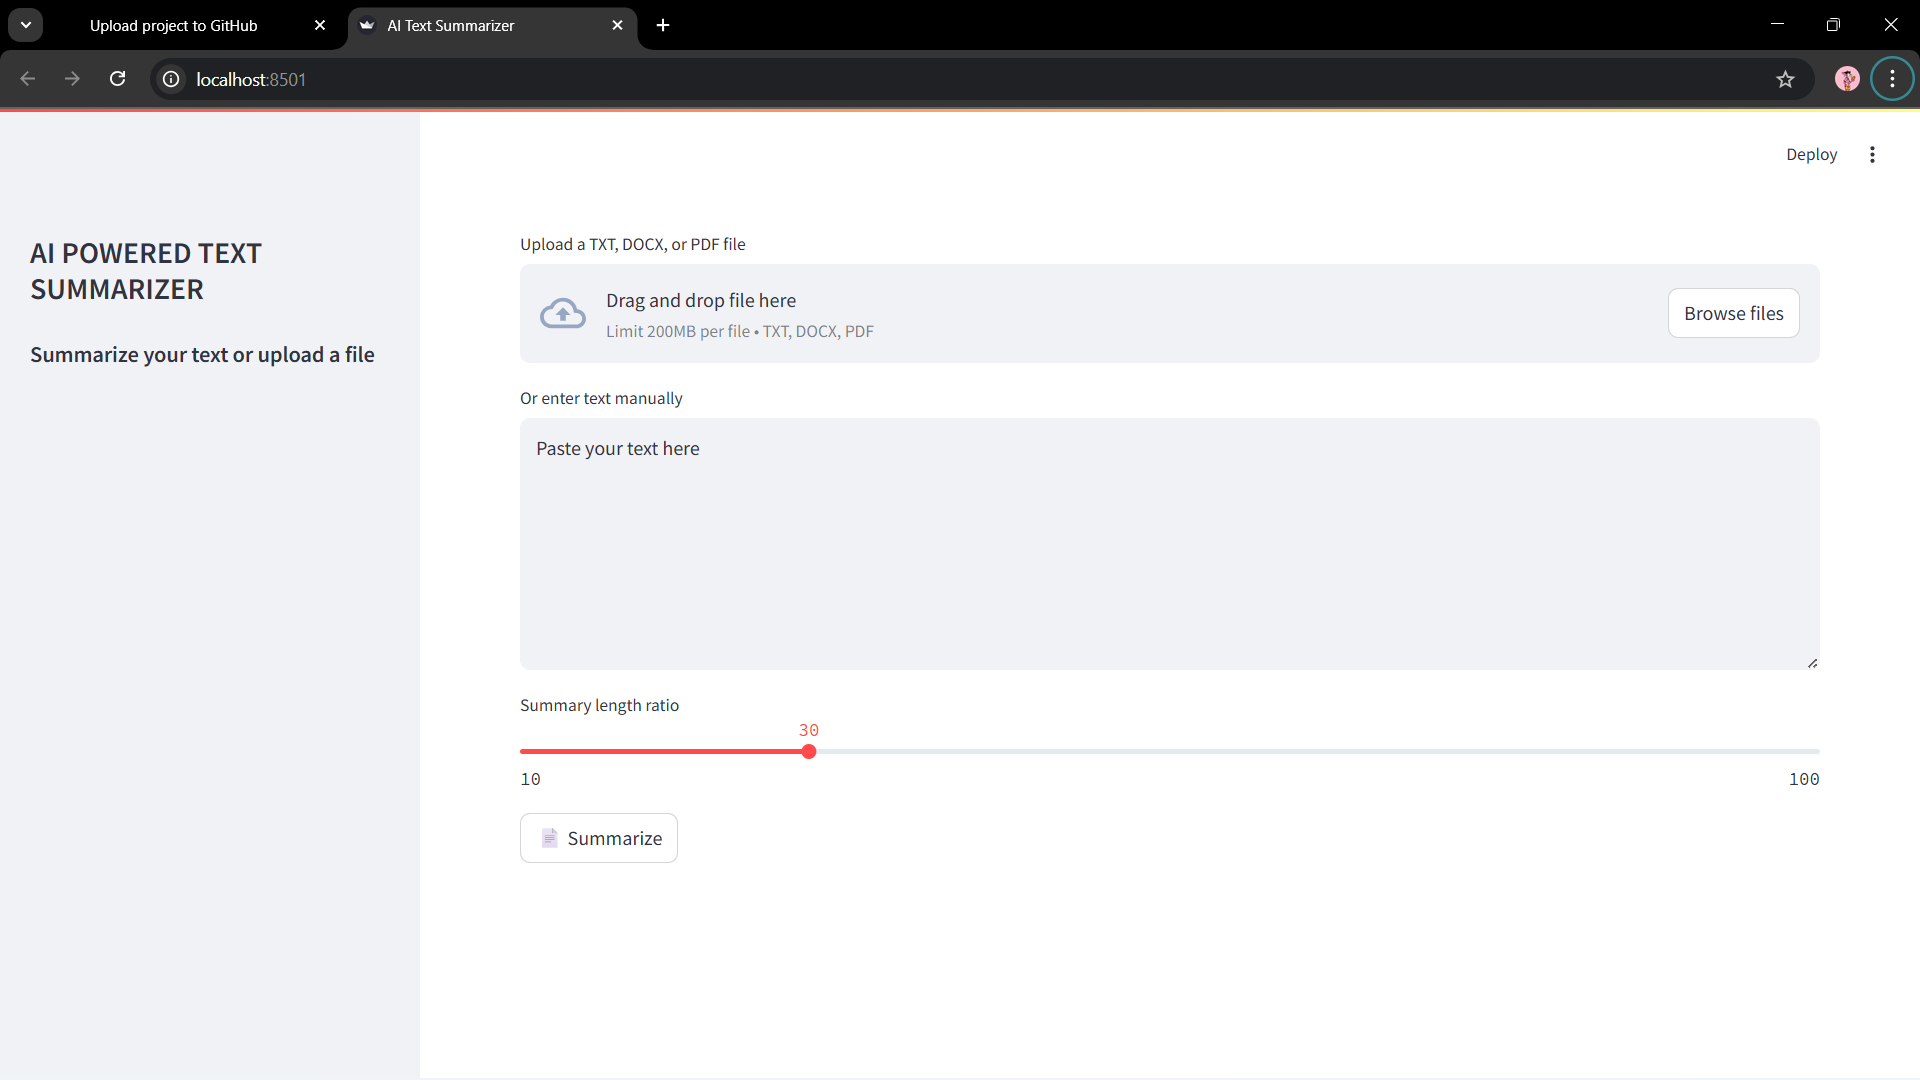 Upload project to GitHub
AI Text Summarizer
localhost:8501
Deploy
AI POWERED TEXT
SUMMARIZER
Summarize your text or upload a file
Upload a TXT, DOCX, or PDF file
Drag and drop file here
Limit 200MB per file • TXT, DOCX, PDF
Browse files
Or enter text manually
Paste your text here
Summary length ratio
30
10
100
Summarize